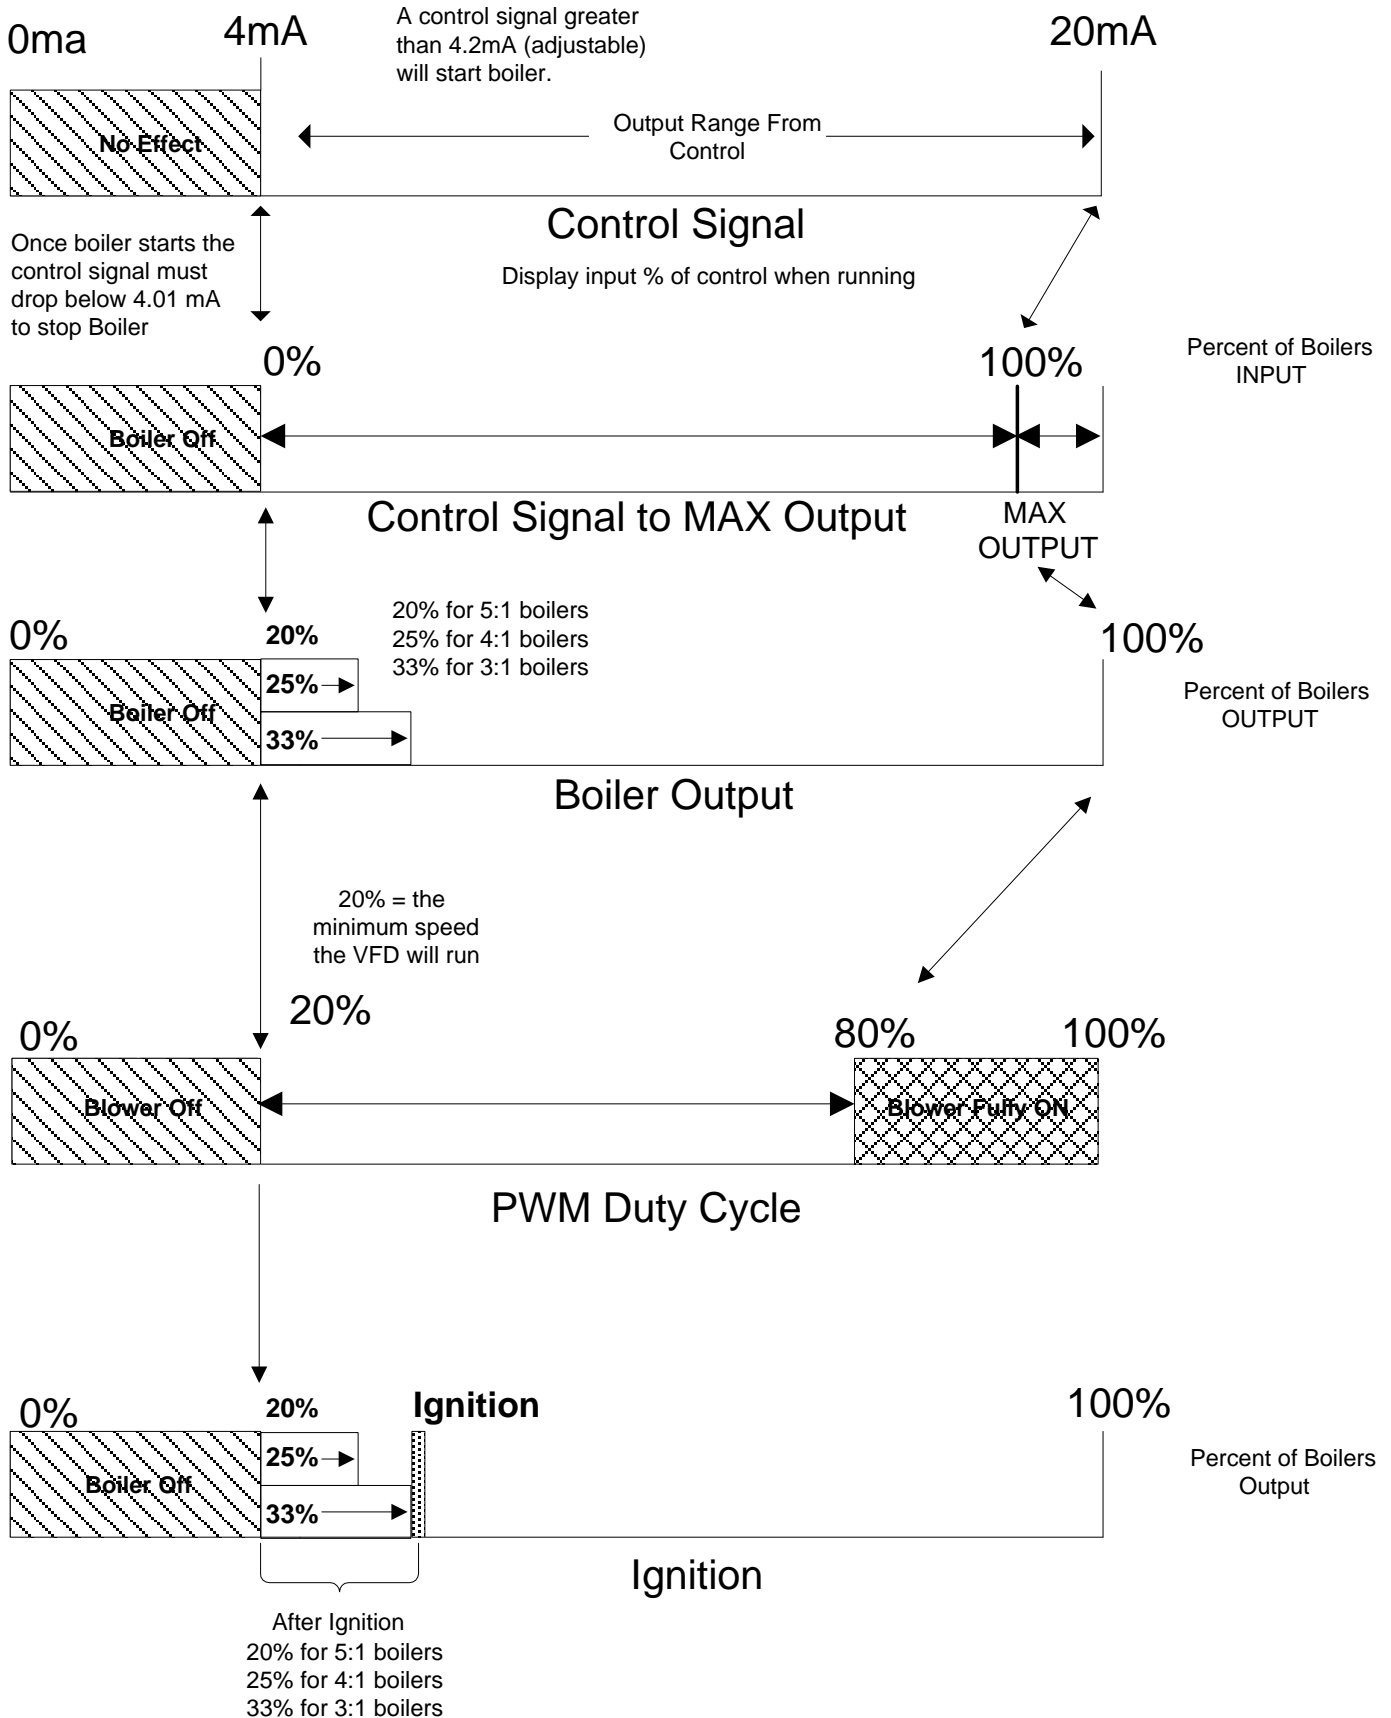 0ma
4mA
A control signal greater
than 4.2mA (adjustable)
will start boiler.
20mA
No Effect
Output Range From
Control
Control Signal
Once boiler starts the
control signal must
drop below 4.01 mA
to stop Boiler
Display input % of control when running
0%
100%
Percent of Boilers
INPUT
Boiler Off
Control Signal to MAX Output
MAX
OUTPUT
0%
20%
20% for 5:1 boilers
25% for 4:1 boilers
33% for 3:1 boilers
100%
25%
Boiler Off
33%
Percent of Boilers
OUTPUT
Boiler Output
20% = the
minimum speed
the VFD will run
0%
20%
80%
100%
Blower Off
Blower Fully ON
PWM Duty Cycle
0%
20%
Ignition
100%
25%
Boiler Off
33%
Percent of Boilers
Output
Ignition
After Ignition
20% for 5:1 boilers
25% for 4:1 boilers
33% for 3:1 boilers